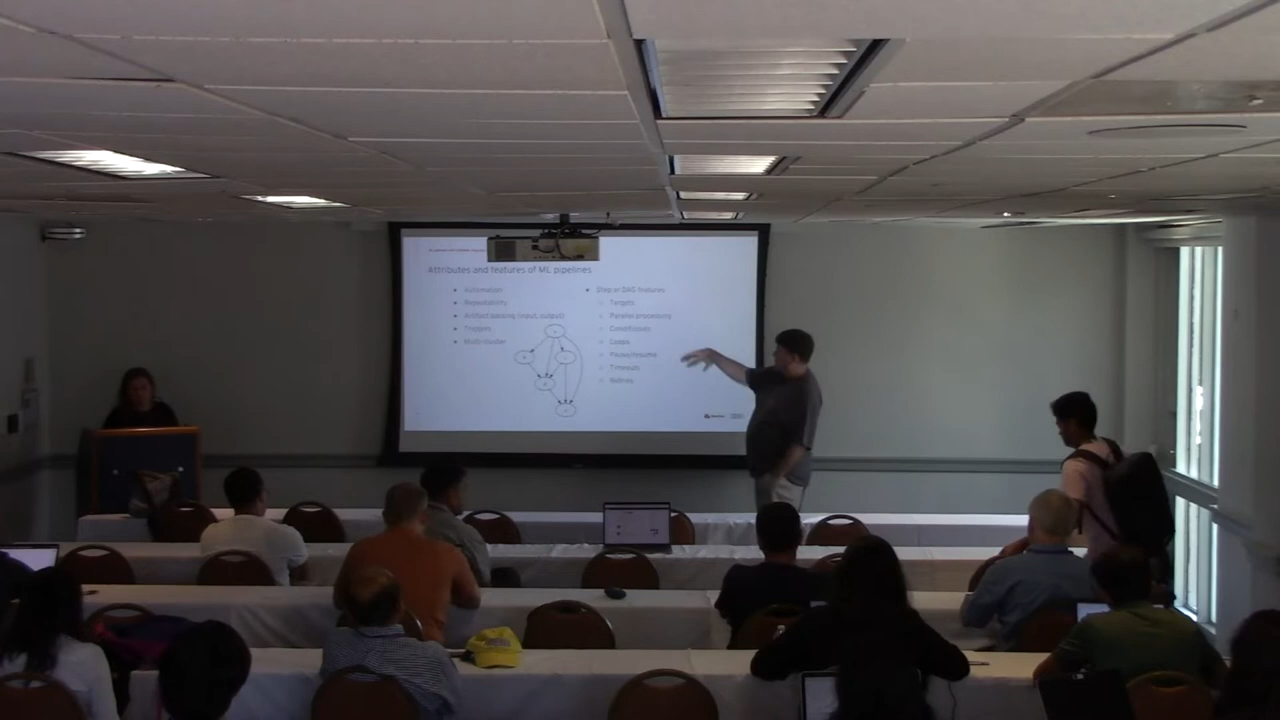 Attributes and features of ML pipelines
Automation
Repeatability
Artifact passing (input, output)
Triggers
Multi-cluster
Step or DAG features
Targets
Parallel processing
Conditionals
Loops
Pause/resume
Timeouts
Retries